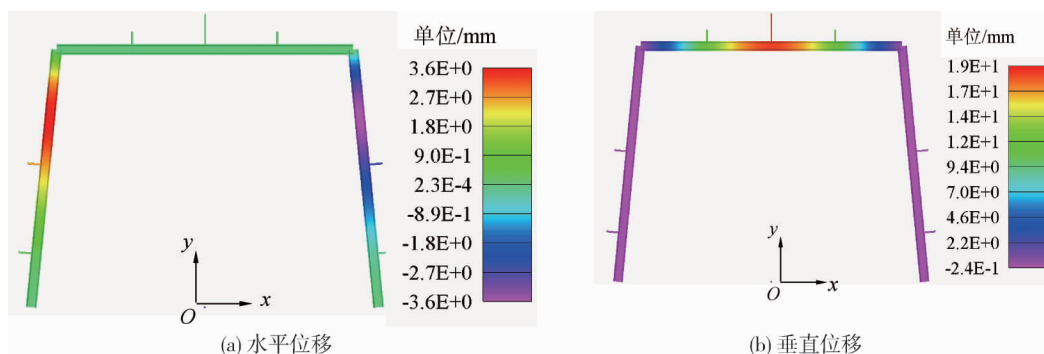 单位/mm
3.6E+0
2.7E+0
1.8E+0
9.0E-1
2.3E-4
-8.9E-1
-1.8E+0
-2.7E+0
-3.6E+0
y
x
O
(a) 水平位移
单位/mm
1.9E+1
1.7E+1
1.4E+1
1.2E+1
9.4E+0
7.0E+0
4.6E+0
2.2E+0
-2.4E-1
y
x
O
(b) 垂直位移